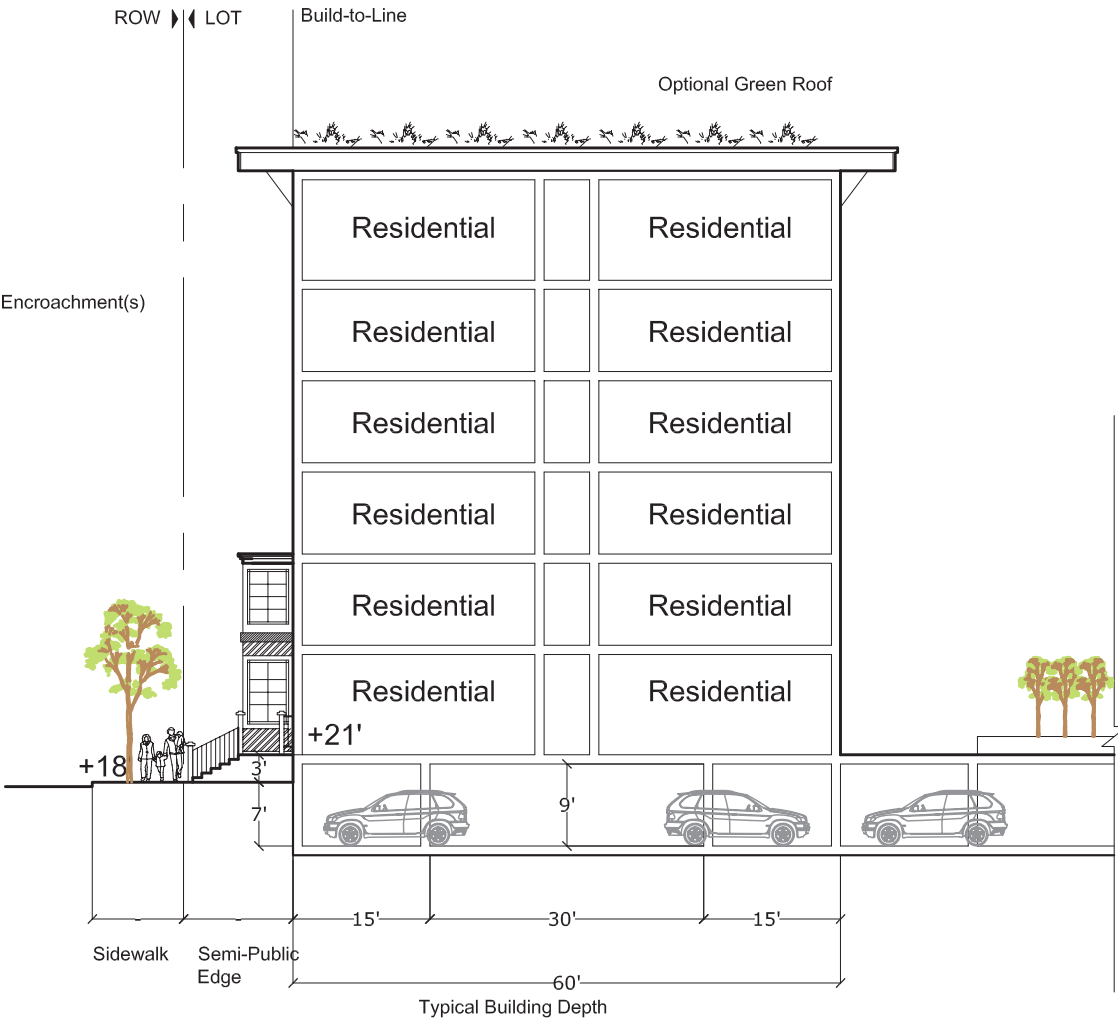 ROW LOT
Build-to-Line
Optional Green Roof
Residential Residential
Encroachment(s)
Residential Residential
Residential Residential
Residential Residential
Residential Residential
Residential Residential
+21'
+18'
3'
7'
9'
15' 30' 15'
Sidewalk
Semi-Public
Edge
60'
Typical Building Depth